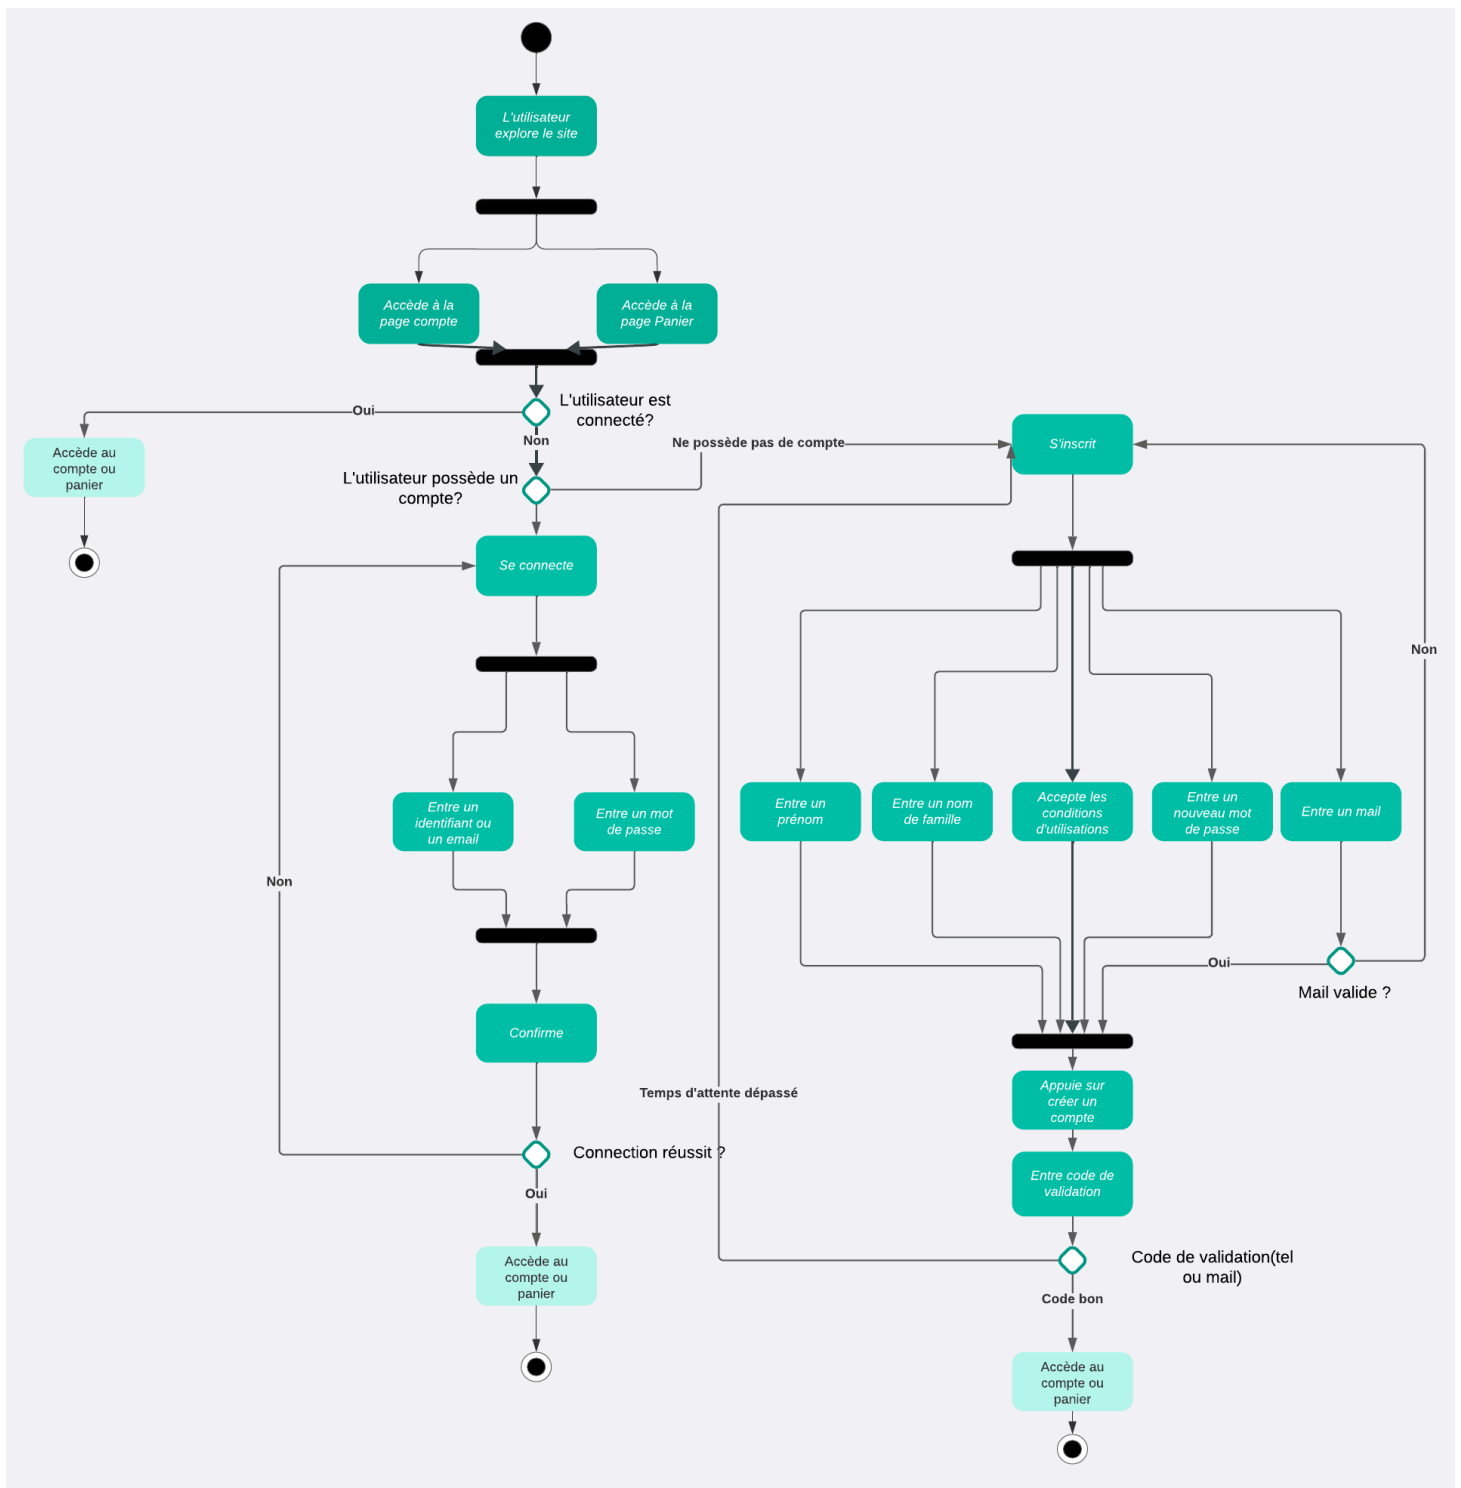 L'utilisateur
explore le site
Accède à la
page compte
Accède à la
page Panier
L'utilisateur est
connecté?
Oui
Non
Accède au
compte ou
panier
L'utilisateur possède un
compte?
Ne possède pas de compte
S'inscrit
Se connecte
Non
Entre un
identifiant ou
un email
Entre un mot
de passe
Entre un
prénom
Entre un nom
de famille
Accepte les
conditions
d'utilisations
Entre un
nouveau mot
de passe
Entre un mail
Non
Oui
Mail valide ?
Confirme
Temps d'attente dépassé
Appuie sur
créer un
compte
Connection réussit ?
Oui
Entre code de
validation
Accède au
compte ou
panier
Code de validation(tel
ou mail)
Code bon
Accède au
compte ou
panier